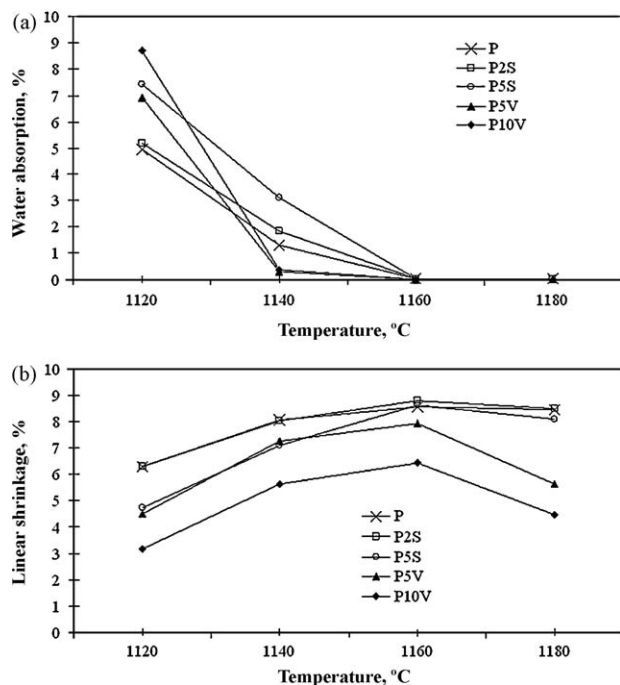 (a)
10
9
8
7
6
5
4
3
2
1
0
Water absorption, %
P
P2S
P5S
P5V
P10V
1120 1140 1160 1180
Temperature, °C
(b)
10
9
8
7
6
5
4
3
2
1
0
Linear shrinkage, %
P
P2S
P5S
P5V
P10V
1120 1140 1160 1180
Temperature, °C